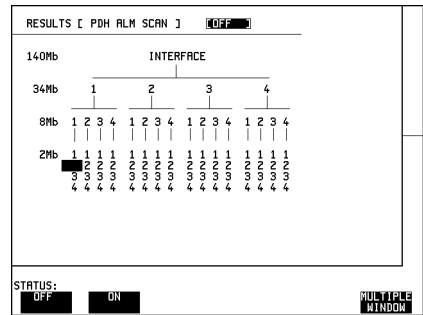 RESULTS [ PDH ALM SCAN ] [OFF ]
140Mb INTERFACE
34Mb 1 2 3 4
8Mb 1 2 3 4 1 2 3 4 1 2 3 4 1 2 3 4
2Mb 1 1 1 1 1 1 1 1 1 1 1 1 1 1 1 1
2 2 2 2 2 2 2 2 2 2 2 2 2 2 2
3 3 3 3 3 3 3 3 3 3 3 3 3 3 3 3
4 4 4 4 4 4 4 4 4 4 4 4 4 4 4 4
STATUS:
OFF ON MULTIPLE
WINDOW